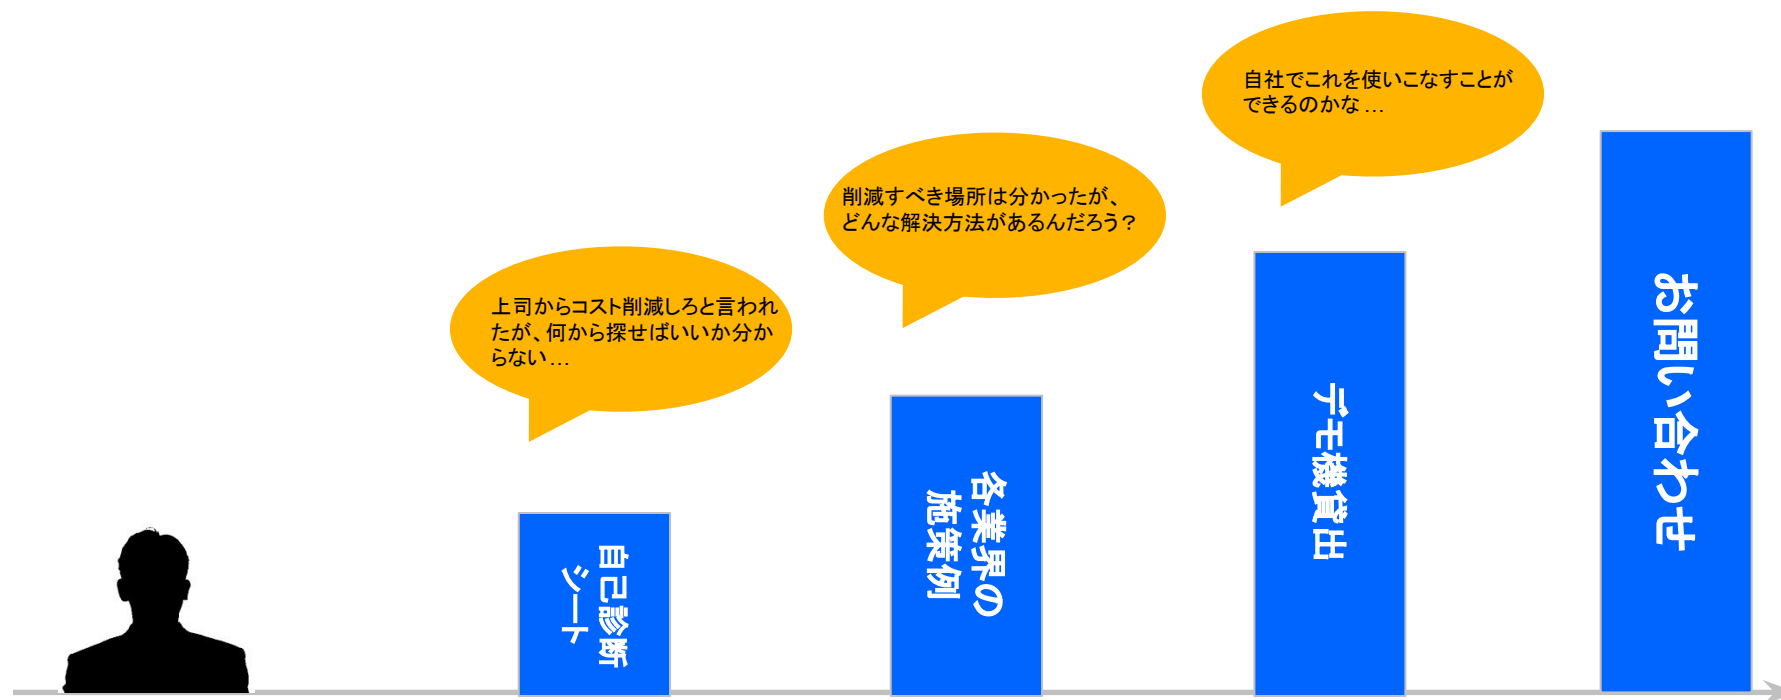 上司からコスト削減しろと言われ
たが、何から探せばいいか分か
らない…
自己診断
シート
削減すべき場所は分かったが、
どんな解決方法があるんだろう？
各業界の
施策例
自社でこれを使いこなすことが
できるのかな…
デモ機貸出
お問い合わせ